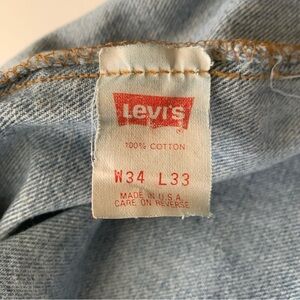 Levi's
100% COTTON
W34 L33
MADE IN U.S.A.
CARE ON REVERSE